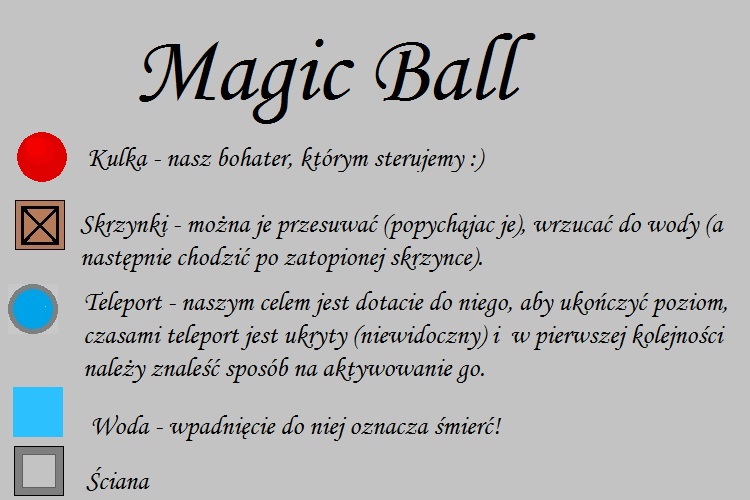 Magic Ball
Kulka - nasz bohater, którym sterujemy :)
Skrzynki - można je przesuwać (popychąjac je), wrzucać do wody (a
następnie chodzić po zatopionej skrzynce).
Teleport - naszym celem jest dotacie do niego, aby ukończyć poziom,
czasami teleport jest ukryty (niewidoczny) i w pierwszej kolejności
należy znaleść sposób na aktywowanie go.
Woda - wpadnięcie do niej oznacza śmierć!
Ściana